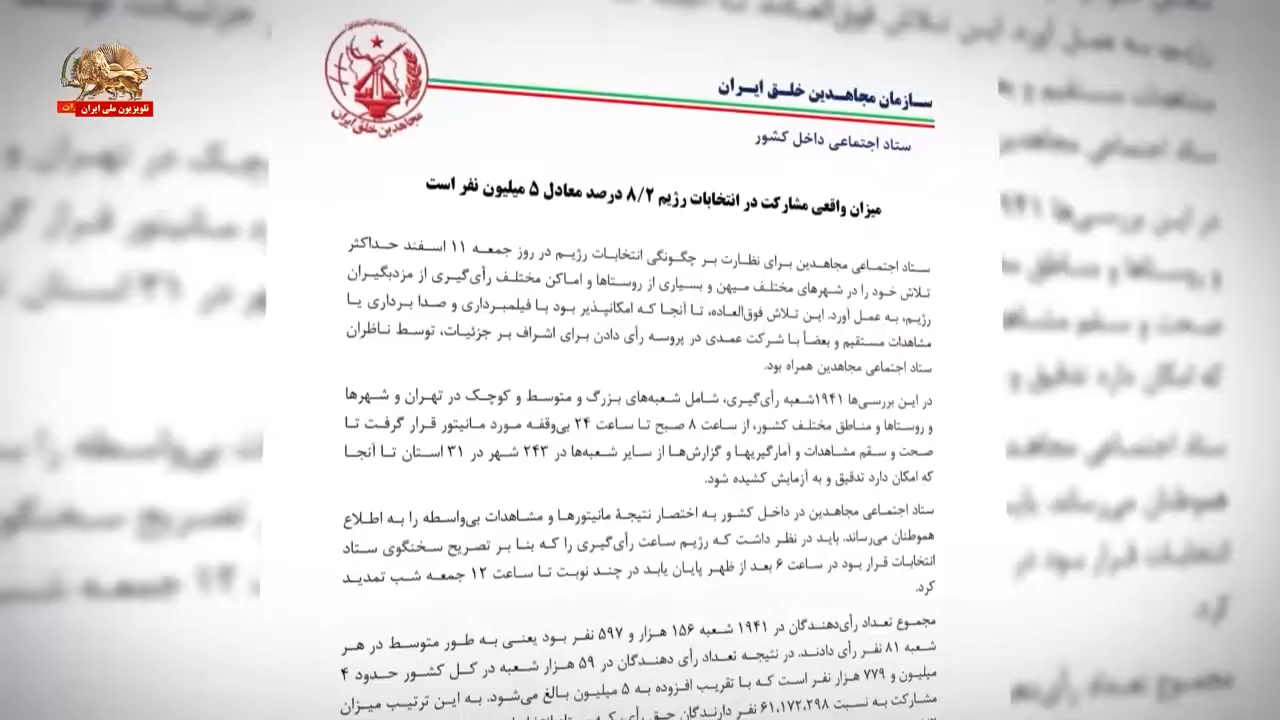 تلویزیون ملی ایران
مجاهدین خلق ایران
سازمان مجاهدین خلق ایران
ستاد اجتماعی داخل کشور
میزان واقعی مشارکت در انتخابات رژیم ۸/۲ درصد معادل ۵ میلیون نفر است
ستاد اجتماعی مجاهدین برای نظارت بر چگونگی انتخابات رژیم در روز جمعه ۱۱ اسفند حداکثر
تلاش خود را در شهرهای مختلف میهن و بسیاری از روستاها و اماکن مختلف رأی‌گیری از مزدبگیران
رژیم، به عمل آورد. این تلاش فوق‌العاده، تا آنجا که امکانپذیر بود با فیلمبرداری و صدا برداری یا
مشاهدات مستقیم و بعضاً با شرکت عمدی در پروسه رأی دادن برای اشراف بر جزئیات، توسط ناظران
ستاد اجتماعی مجاهدین همراه بود.
در این بررسی‌ها ۱۹۴۱شعبه رأی‌گیری، شامل شعبه‌های بزرگ و متوسط و کوچک در تهران و شهرها
و روستاها و مناطق مختلف کشور، از ساعت ۸ صبح تا ساعت ۲۴ بی‌وقفه مورد مانیتور قرار گرفت تا
صحت و سقم مشاهدات و آمارگیریها و گزارش‌ها از سایر شعبه‌ها در ۲۴۳ شهر در ۳۱ استان تا آنجا
که امکان دارد تدقیق و به آزمایش کشیده شود.
ستاد اجتماعی مجاهدین در داخل کشور به اختصار نتیجهٔ مانیتورها و مشاهدات بی‌واسطه را به اطلاع
هموطنان می‌رساند. باید در نظر داشت که رژیم ساعت رأی‌گیری را که بنا بر تصریح سخنگوی ستاد
انتخابات قرار بود در ساعت ۶ بعد از ظهر پایان یابد در چند نوبت تا ساعت ۱۲ جمعه شب تمدید
کرد.
مجموع تعداد رأی‌دهندگان در ۱۹۴۱ شعبه ۱۵۶ هزار و ۵۹۷ نفر بود یعنی به طور متوسط در هر
شعبه ۸۱ نفر رأی دادند. در نتیجه تعداد رأی دهندگان در ۵۹ هزار شعبه در کل کشور حدود ۴
میلیون و ۷۷۹ هزار نفر است که با تقریب افزوده به ۵ میلیون بالغ می‌شود. به این ترتیب میزان
مشارکت به نسبت ۶۱،۱۷۲،۲۹۸ نفر دارندگان حق رأی که